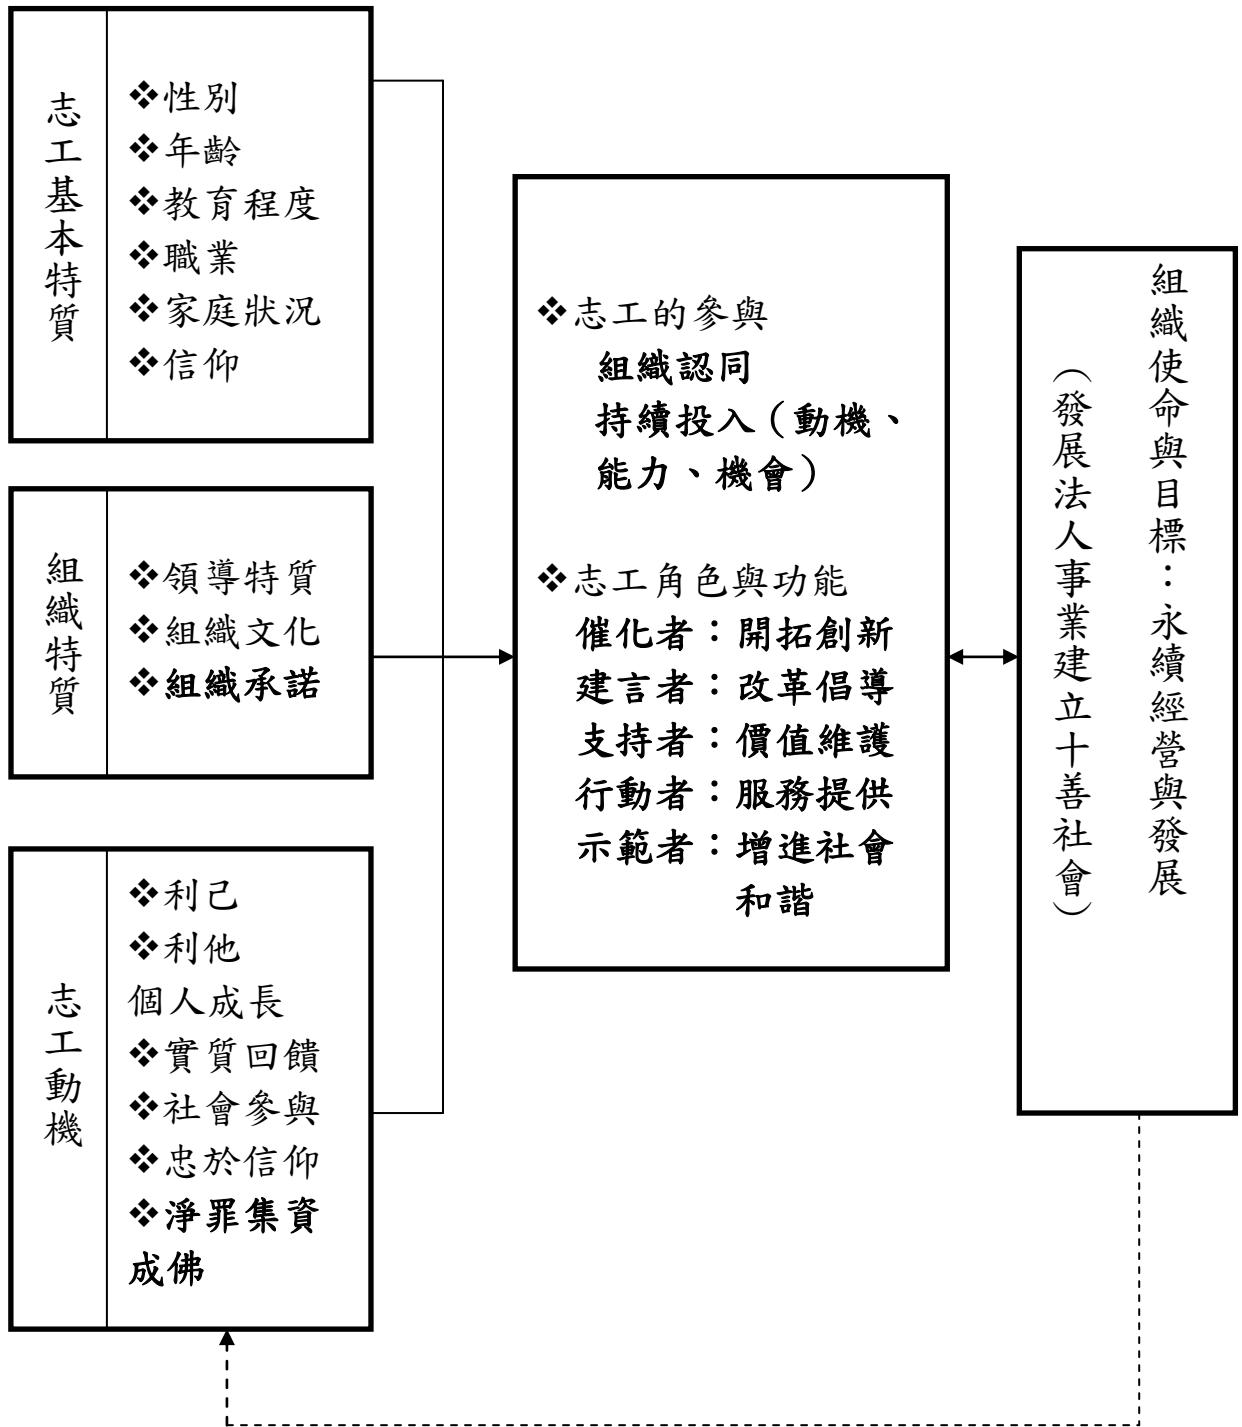 志工基本特質
❖性別
❖年齡
❖教育程度
❖職業
❖家庭狀況
❖信仰
組織特質
❖領導特質
❖組織文化
❖組織承諾
志工動機
❖利己
❖利他
個人成長
❖實質回饋
❖社會參與
❖忠於信仰
❖淨罪集資
成佛
❖志工的參與
組織認同
持續投入（動機、
能力、機會）
❖志工角色與功能
催化者：開拓創新
建言者：改革倡導
支持者：價值維護
行動者：服務提供
示範者：增進社會
和諧
組織使命與目標：永續經營與發展
（發展法人事業建立十善社會）